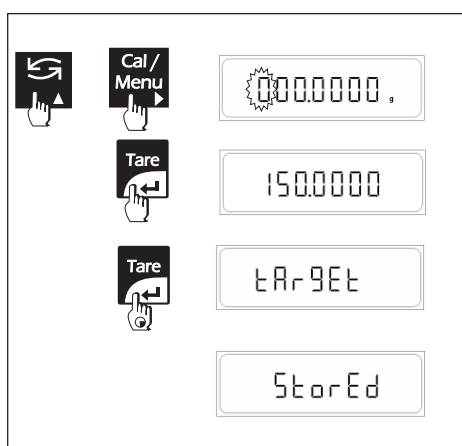 Cal/
Menu
000.0000 g
Tare
150.0000
Tare
tArgEt
StorEd